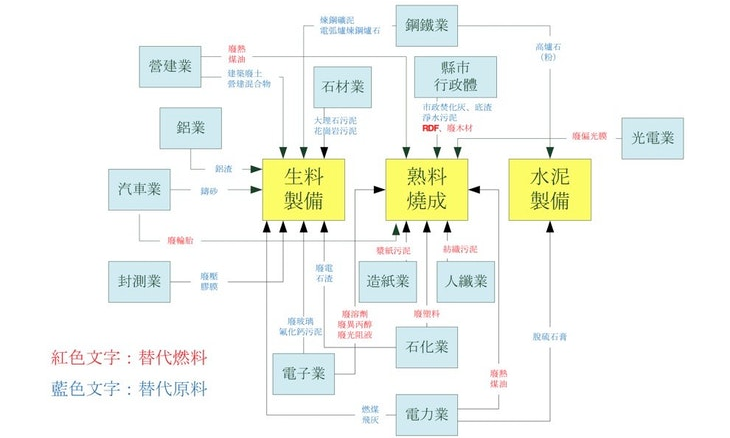 鋼鐵業
煉鋼礦泥
電弧爐煉鋼爐石
高爐石
（粉）
營建業
廢熱
煤油
建築廢土
營建混合物
石材業
大理石污泥
花崗岩污泥
縣市
行政體
市政焚化灰、底渣
淨水污泥
RDF、廢木材
廢偏光膜
光電業
鋁業
鋁渣
生料
製備
熟料
燒成
水泥
製備
汽車業
鑄砂
廢輪胎
漿紙污泥
紡纖污泥
封測業
廢壓
膠膜
廢電
石渣
造紙業
人纖業
廢玻璃
氟化鈣污泥
廢溶劑
廢異丙醇
廢光阻液
廢塑料
脫硫石膏
石化業
電子業
廢熱
煤油
燃煤
飛灰
電力業
紅色文字：替代燃料
藍色文字：替代原料